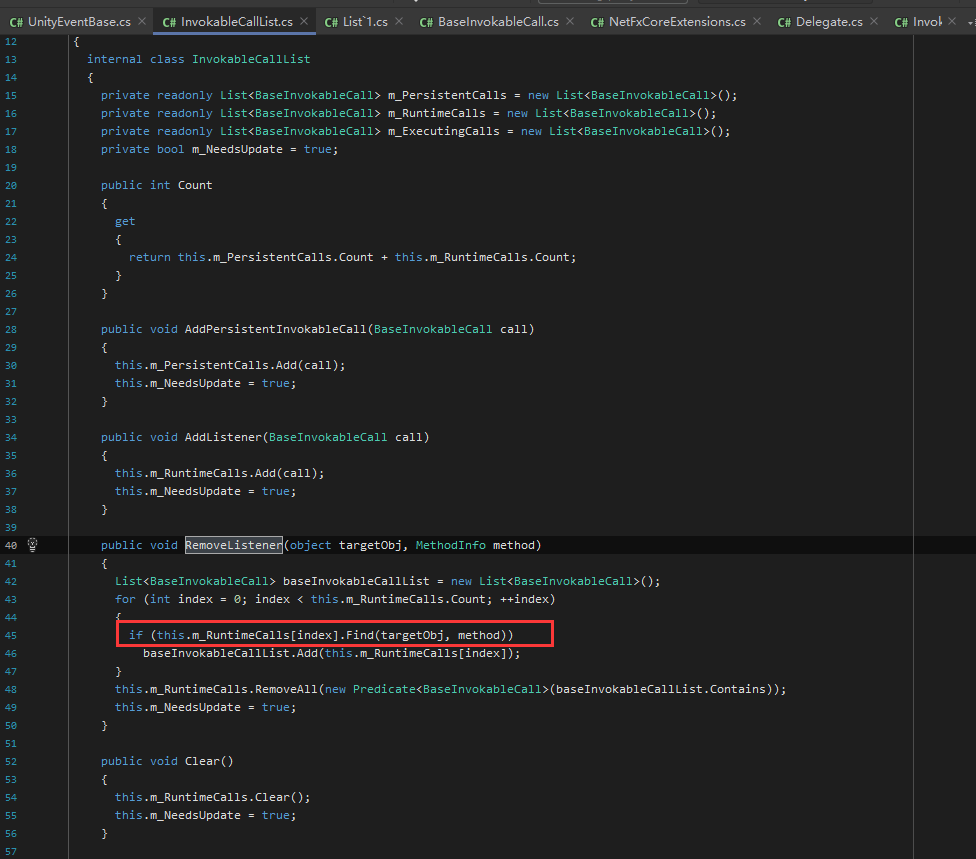 C# UnityEventBase.cs × C# InvokableCallList.cs × C# List`1.cs × C# BaseInvokableCall.cs × C# NetFxCoreExtensions.cs × C# Delegate.cs × C# Invok ×
12 {
13 internal class InvokableCallList
14 {
15 private readonly List<BaseInvokableCall> m_PersistentCalls = new List<BaseInvokableCall>();
16 private readonly List<BaseInvokableCall> m_RuntimeCalls = new List<BaseInvokableCall>();
17 private readonly List<BaseInvokableCall> m_ExecutingCalls = new List<BaseInvokableCall>();
18 private bool m_NeedsUpdate = true;
19
20 public int Count
21 {
22 get
23 {
24 return this.m_PersistentCalls.Count + this.m_RuntimeCalls.Count;
25 }
26 }
27
28 public void AddPersistentInvokableCall(BaseInvokableCall call)
29 {
30 this.m_PersistentCalls.Add(call);
31 this.m_NeedsUpdate = true;
32 }
33
34 public void AddListener(BaseInvokableCall call)
35 {
36 this.m_RuntimeCalls.Add(call);
37 this.m_NeedsUpdate = true;
38 }
39
40 public void RemoveListener(object targetObj, MethodInfo method)
41 {
42 List<BaseInvokableCall> baseInvokableCallList = new List<BaseInvokableCall>();
43 for (int index = 0; index < this.m_RuntimeCalls.Count; ++index)
44 {
45 if (this.m_RuntimeCalls[index].Find(targetObj, method))
46 baseInvokableCallList.Add(this.m_RuntimeCalls[index]);
47 }
48 this.m_RuntimeCalls.RemoveAll(new Predicate<BaseInvokableCall>(baseInvokableCallList.Contains));
49 this.m_NeedsUpdate = true;
50 }
51
52 public void Clear()
53 {
54 this.m_RuntimeCalls.Clear();
55 this.m_NeedsUpdate = true;
56 }
57